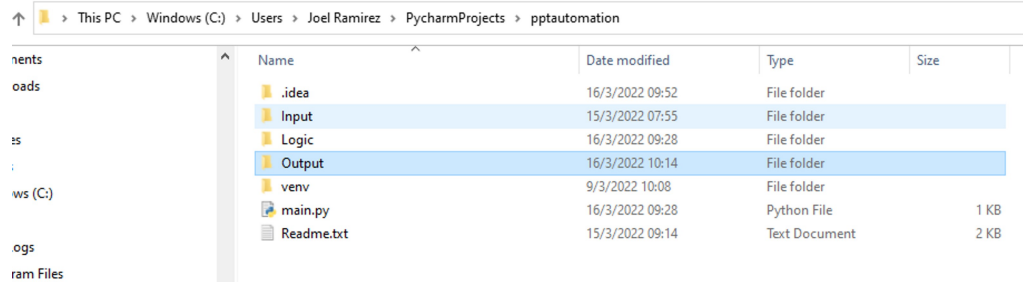 This PC > Windows (C:) > Users > Joel Ramirez > PycharmProjects > pptautomation
Name Date modified Type Size
.idea 16/3/2022 09:52 File folder
Input 15/3/2022 07:55 File folder
Logic 16/3/2022 09:28 File folder
Output 16/3/2022 10:14 File folder
venv 9/3/2022 10:08 File folder
main.py 16/3/2022 09:28 Python File 1 KB
Readme.txt 15/3/2022 09:14 Text Document 2 KB
nents
oads
es
ws (C:)
.ogs
ram Files